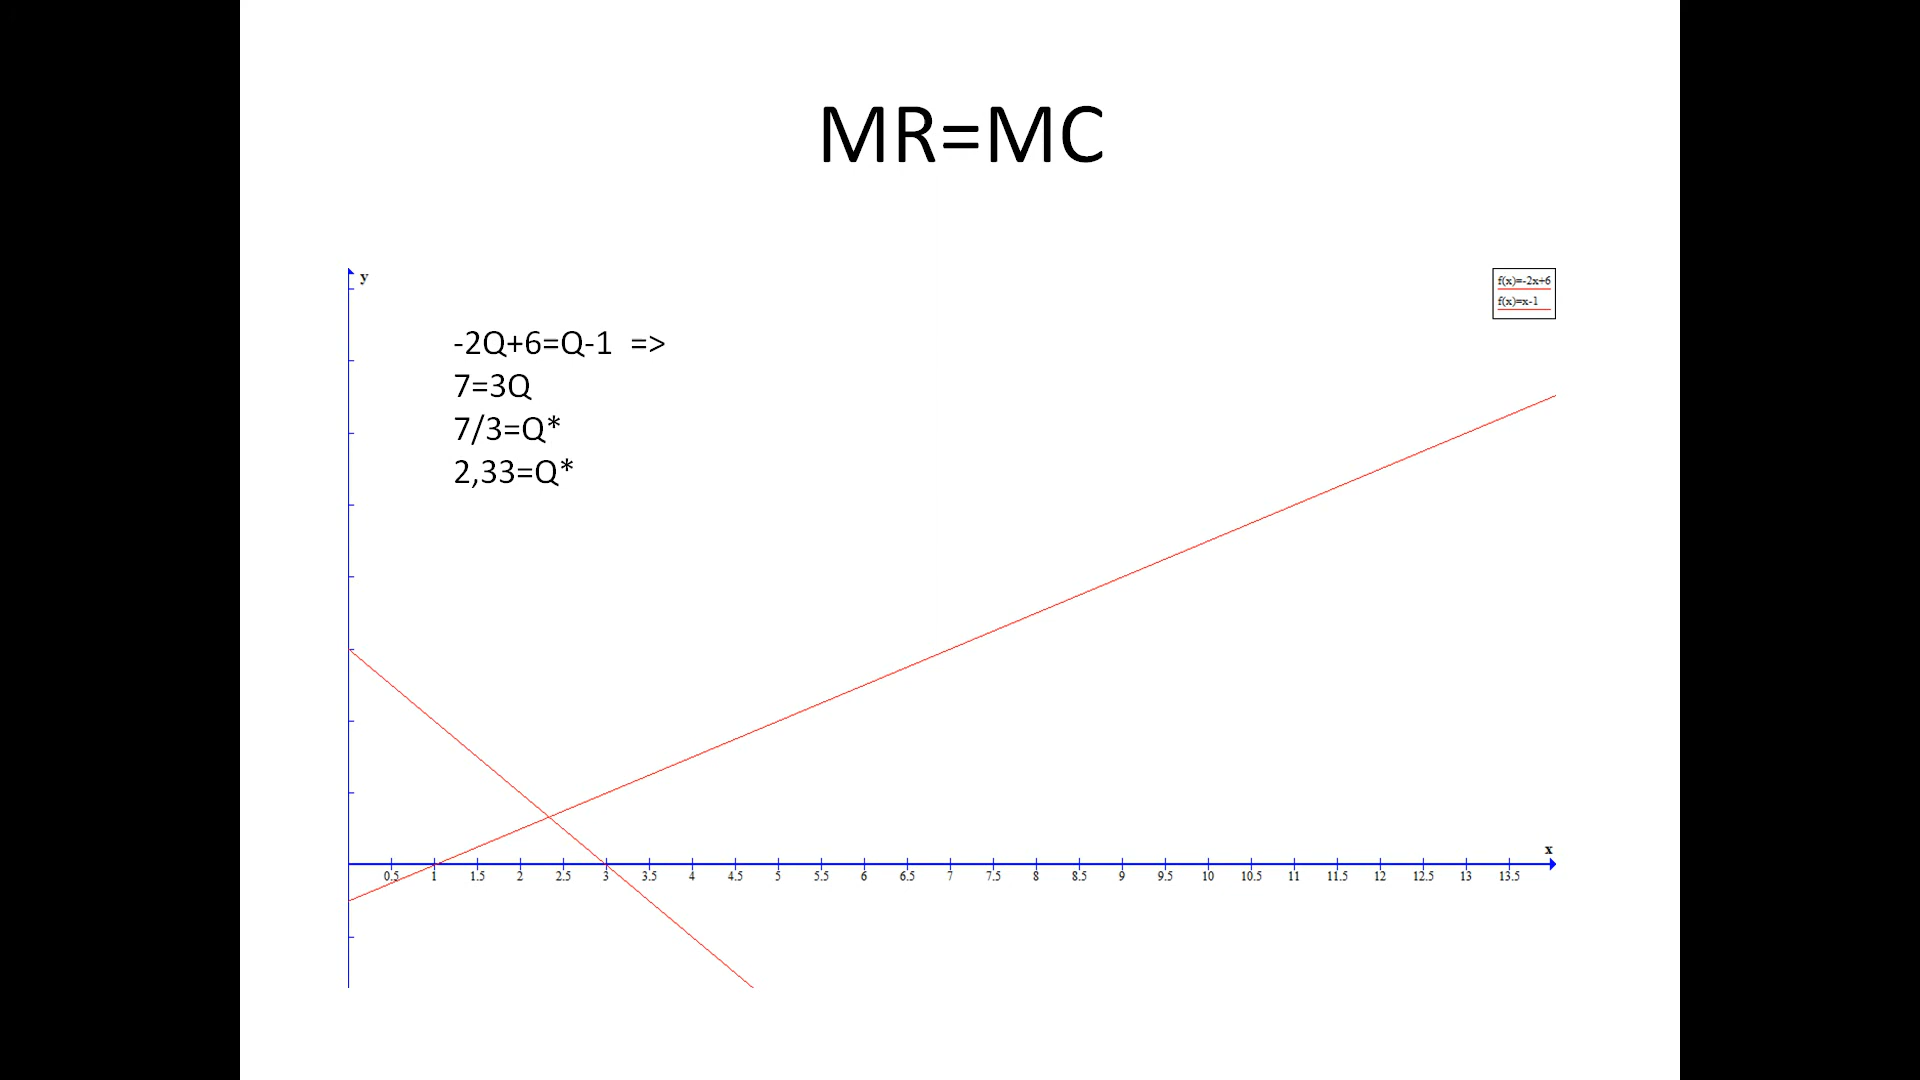 MR=MC
y
f(x)=-2x+6
f(x)=x-1
-2Q+6=Q-1 =>
7=3Q
7/3=Q*
2,33=Q*
x
0.5 1 1.5 2 2.5 3 3.5 4 4.5 5 5.5 6 6.5 7 7.5 8 8.5 9 9.5 10 10.5 11 11.5 12 12.5 13 13.5